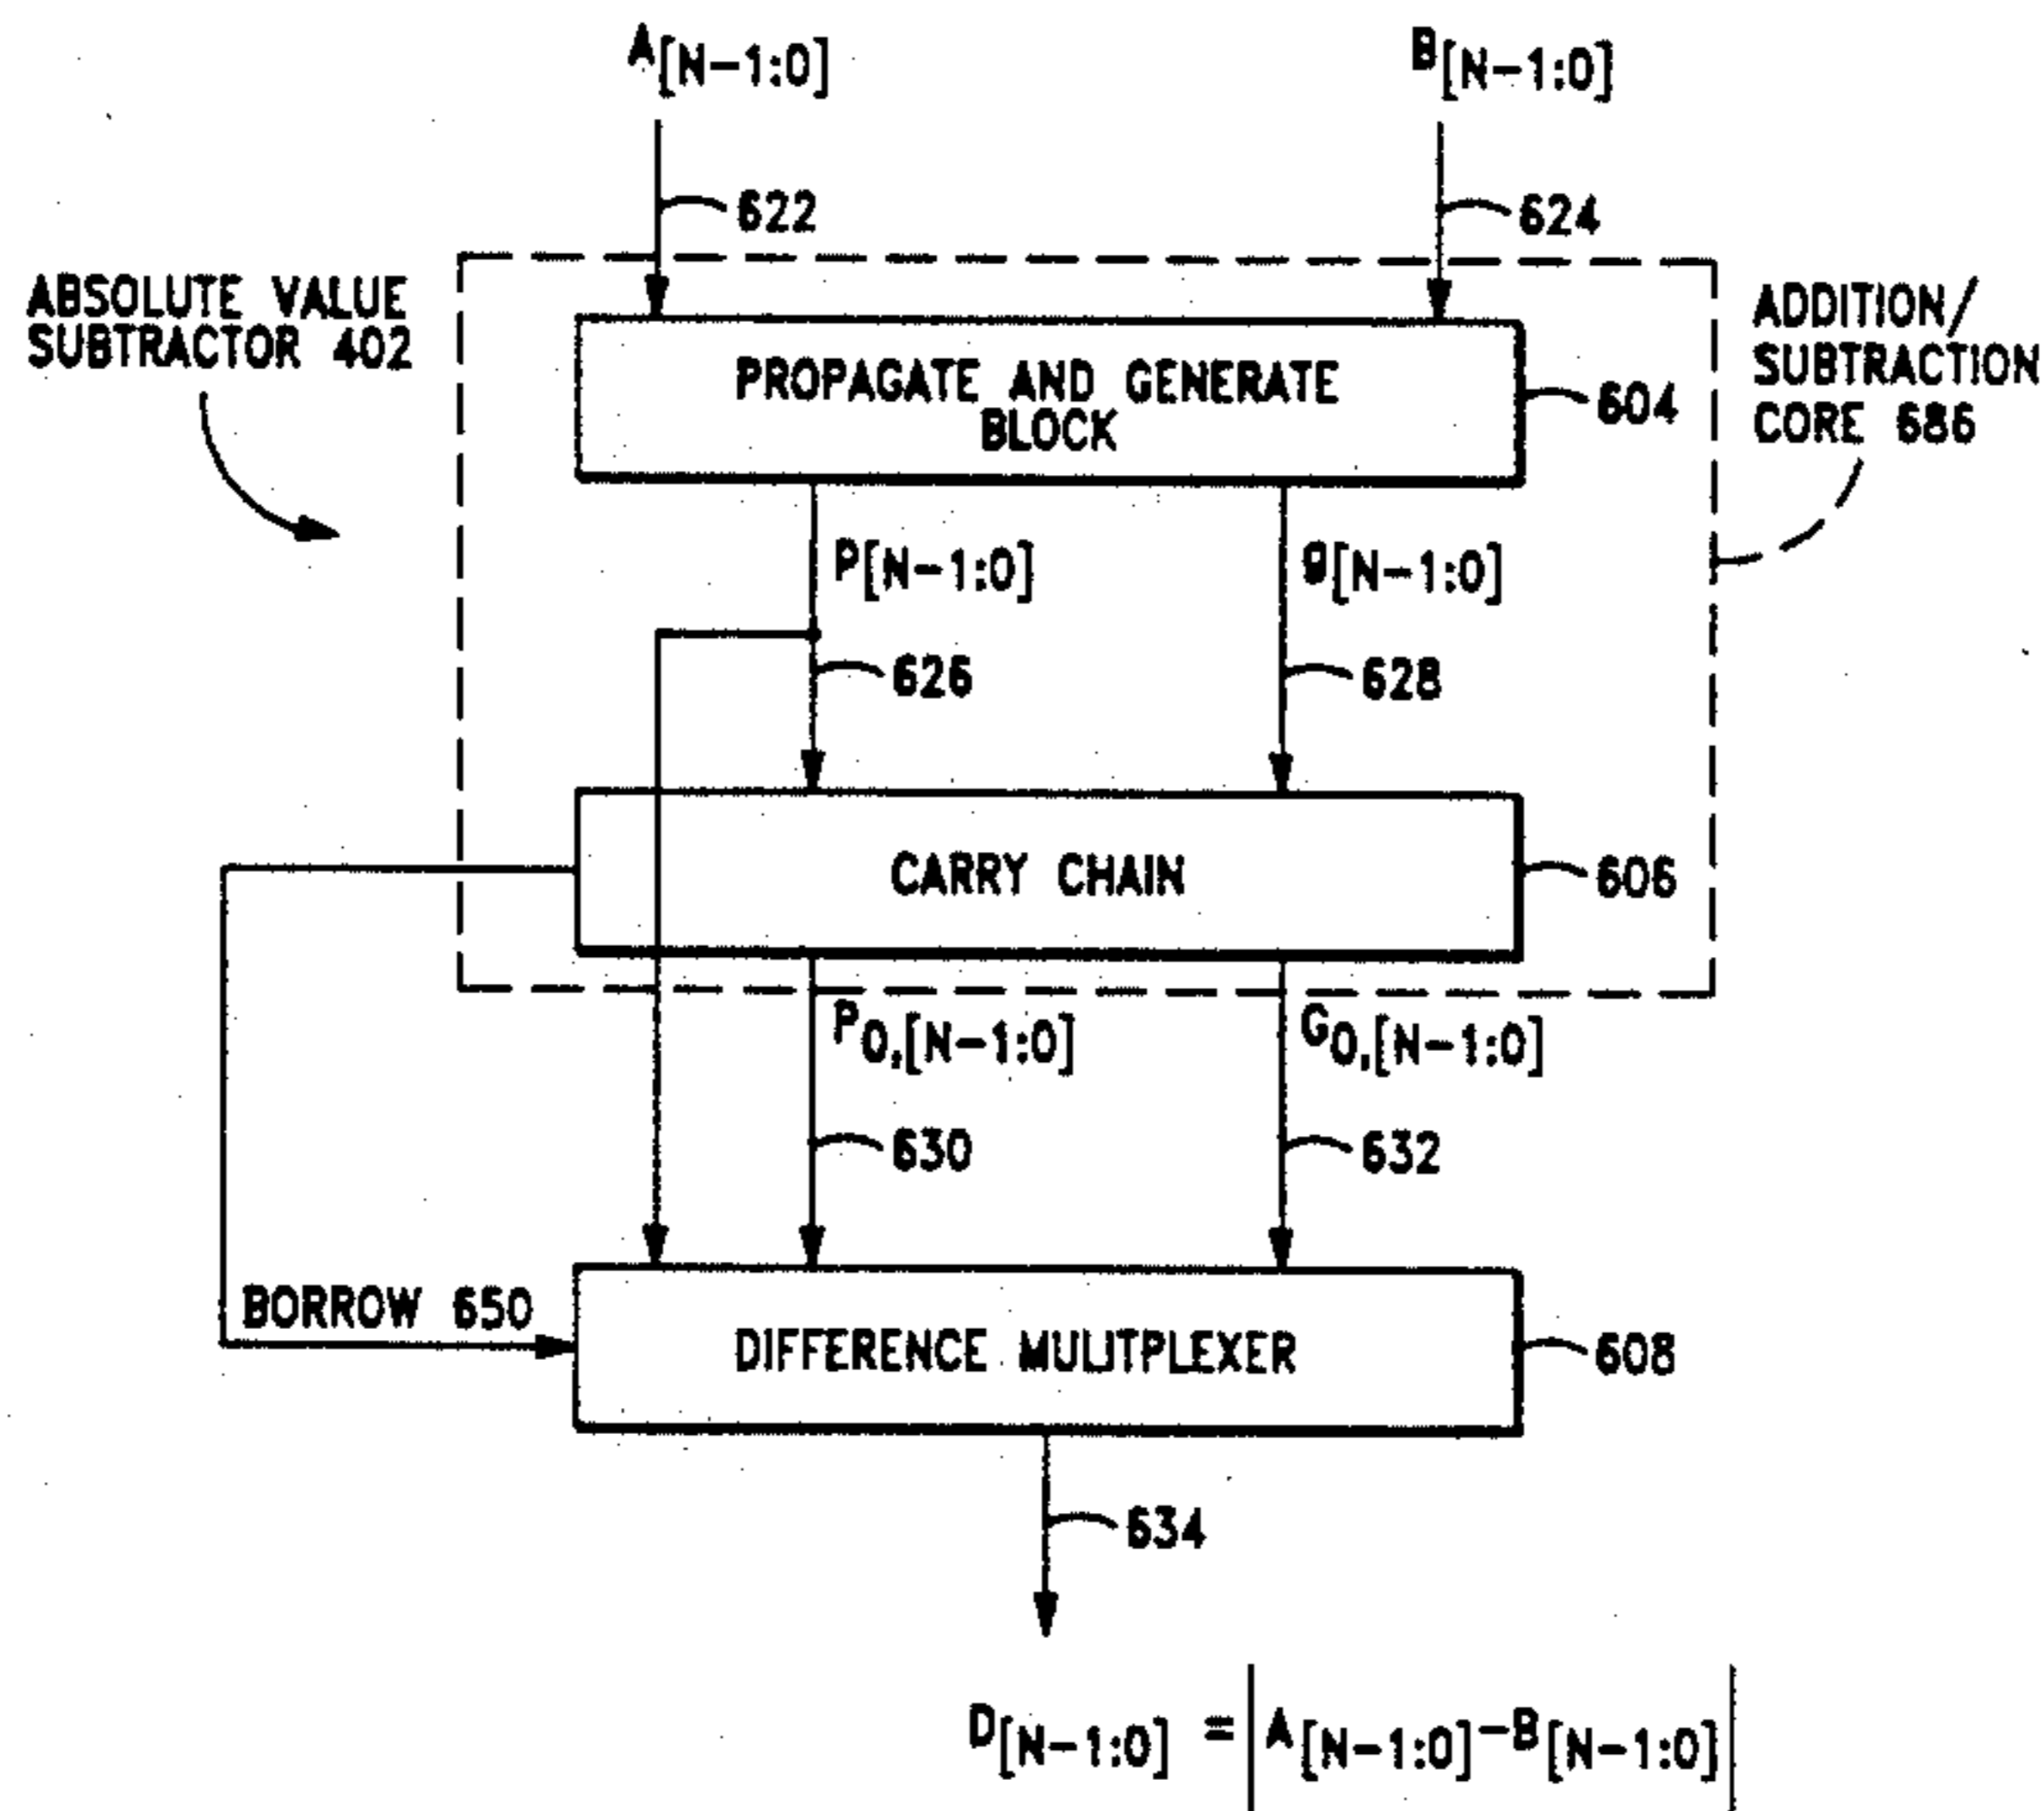 A[N-1:0]
B[N-1:0]
622
624
ABSOLUTE VALUE
SUBTRACTOR 402
ADDITION/
SUBTRACTION
CORE 686
PROPAGATE AND GENERATE
BLOCK
604
P[N-1:0]
g[N-1:0]
626
628
CARRY CHAIN
606
P0,[N-1:0]
G0,[N-1:0]
630
632
BORROW 650
DIFFERENCE MULITPLEXER
608
634
D[N-1:0] = |A[N-1:0]-B[N-1:0]|